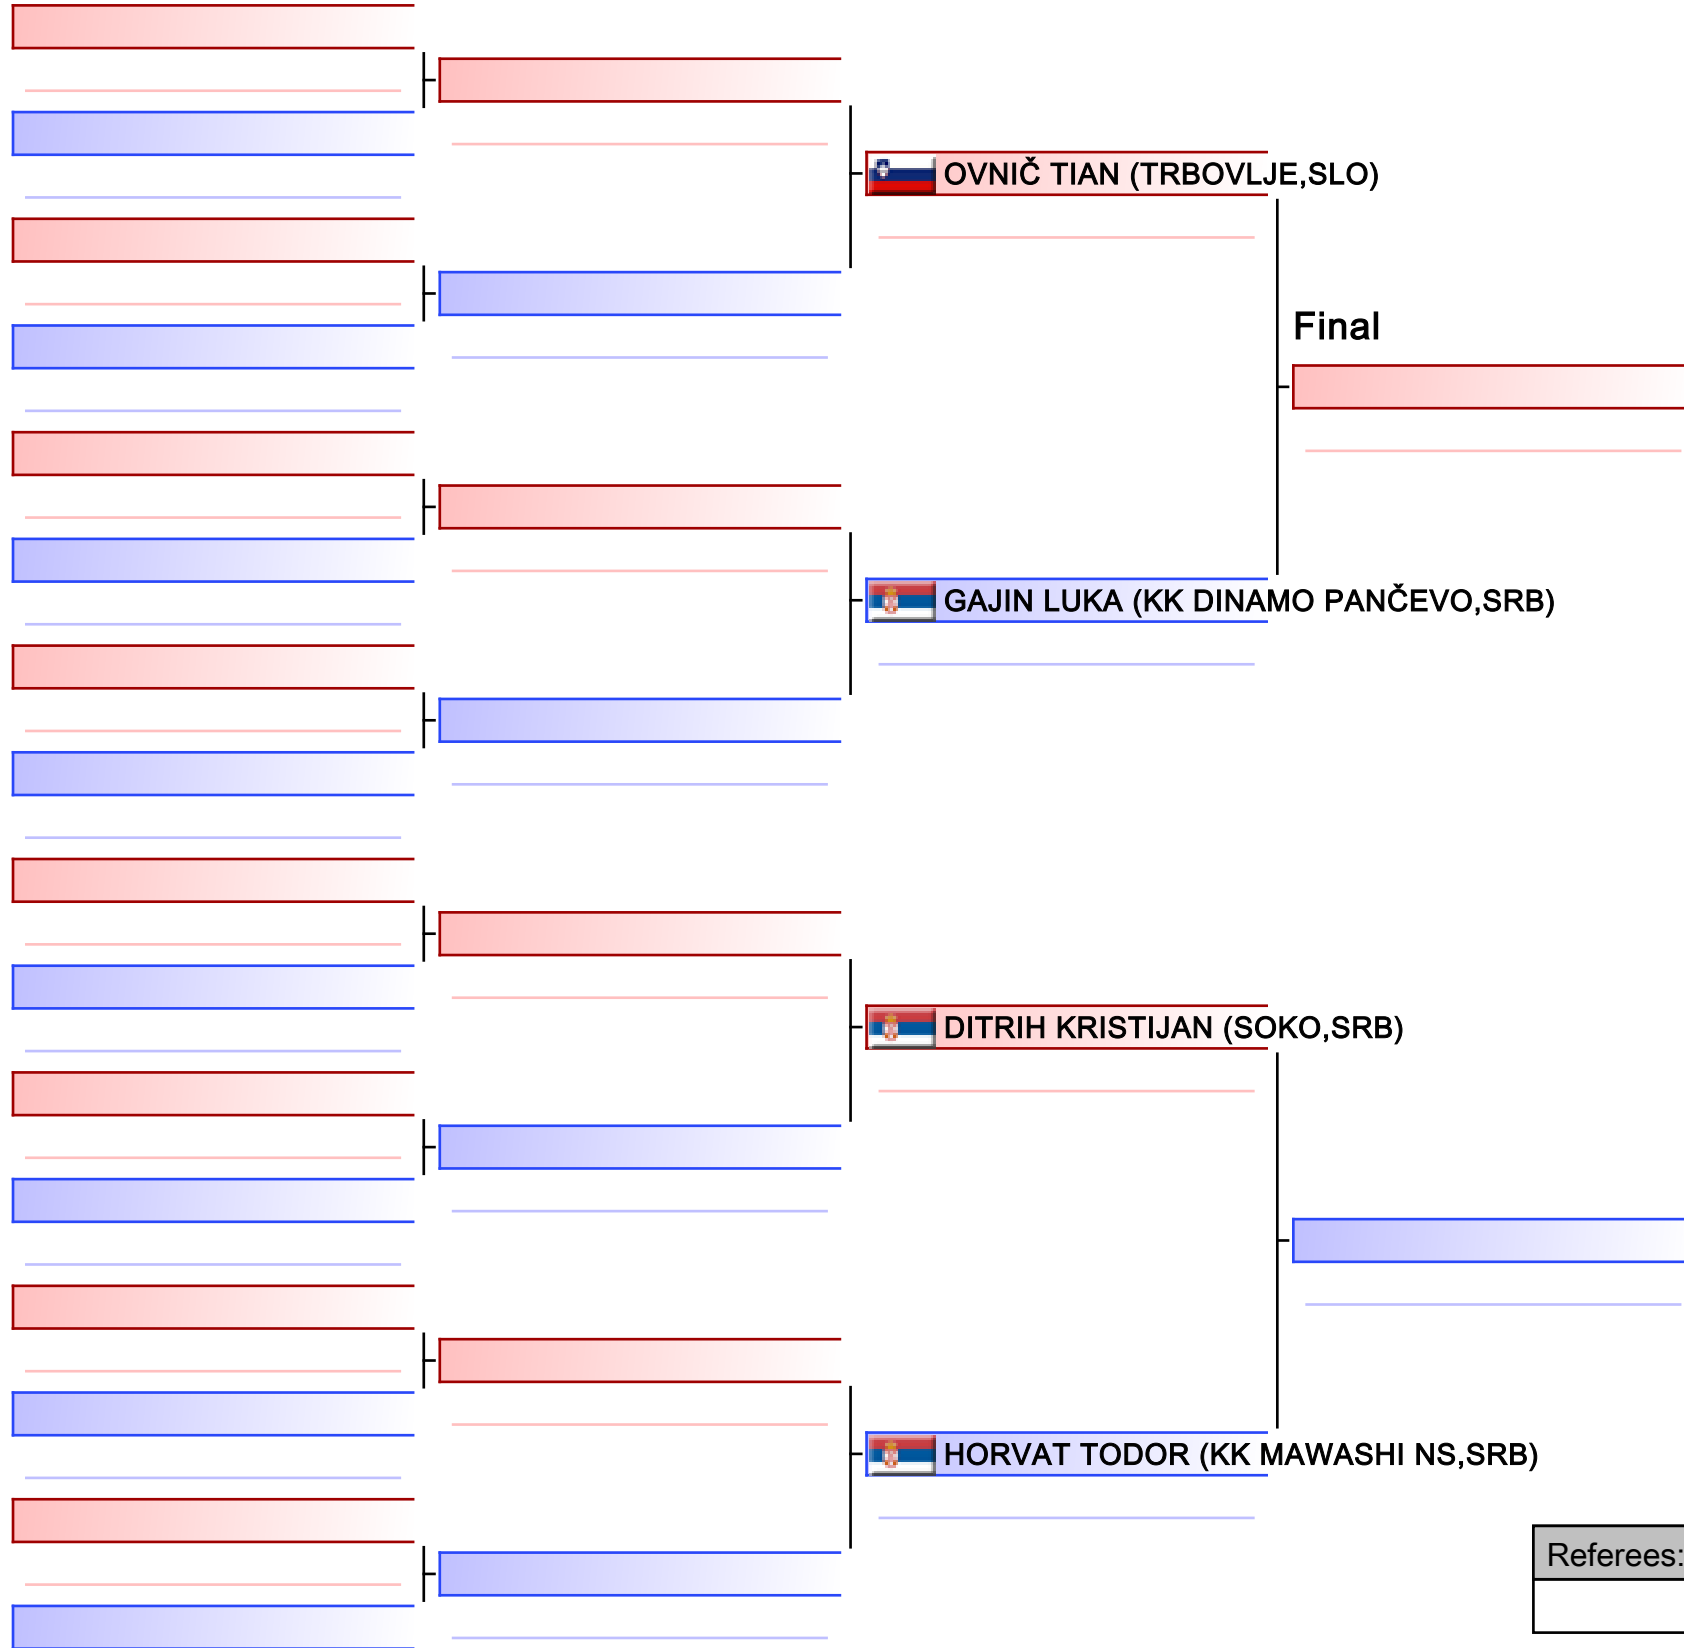 OVNIČ TIAN (TRBOVLJE,SLO)
Final
GAJIN LUKA (KK DINAMO PANČEVO,SRB)
DITRIH KRISTIJAN (SOKO,SRB)
HORVAT TODOR (KK MAWASHI NS,SRB)
Referees: